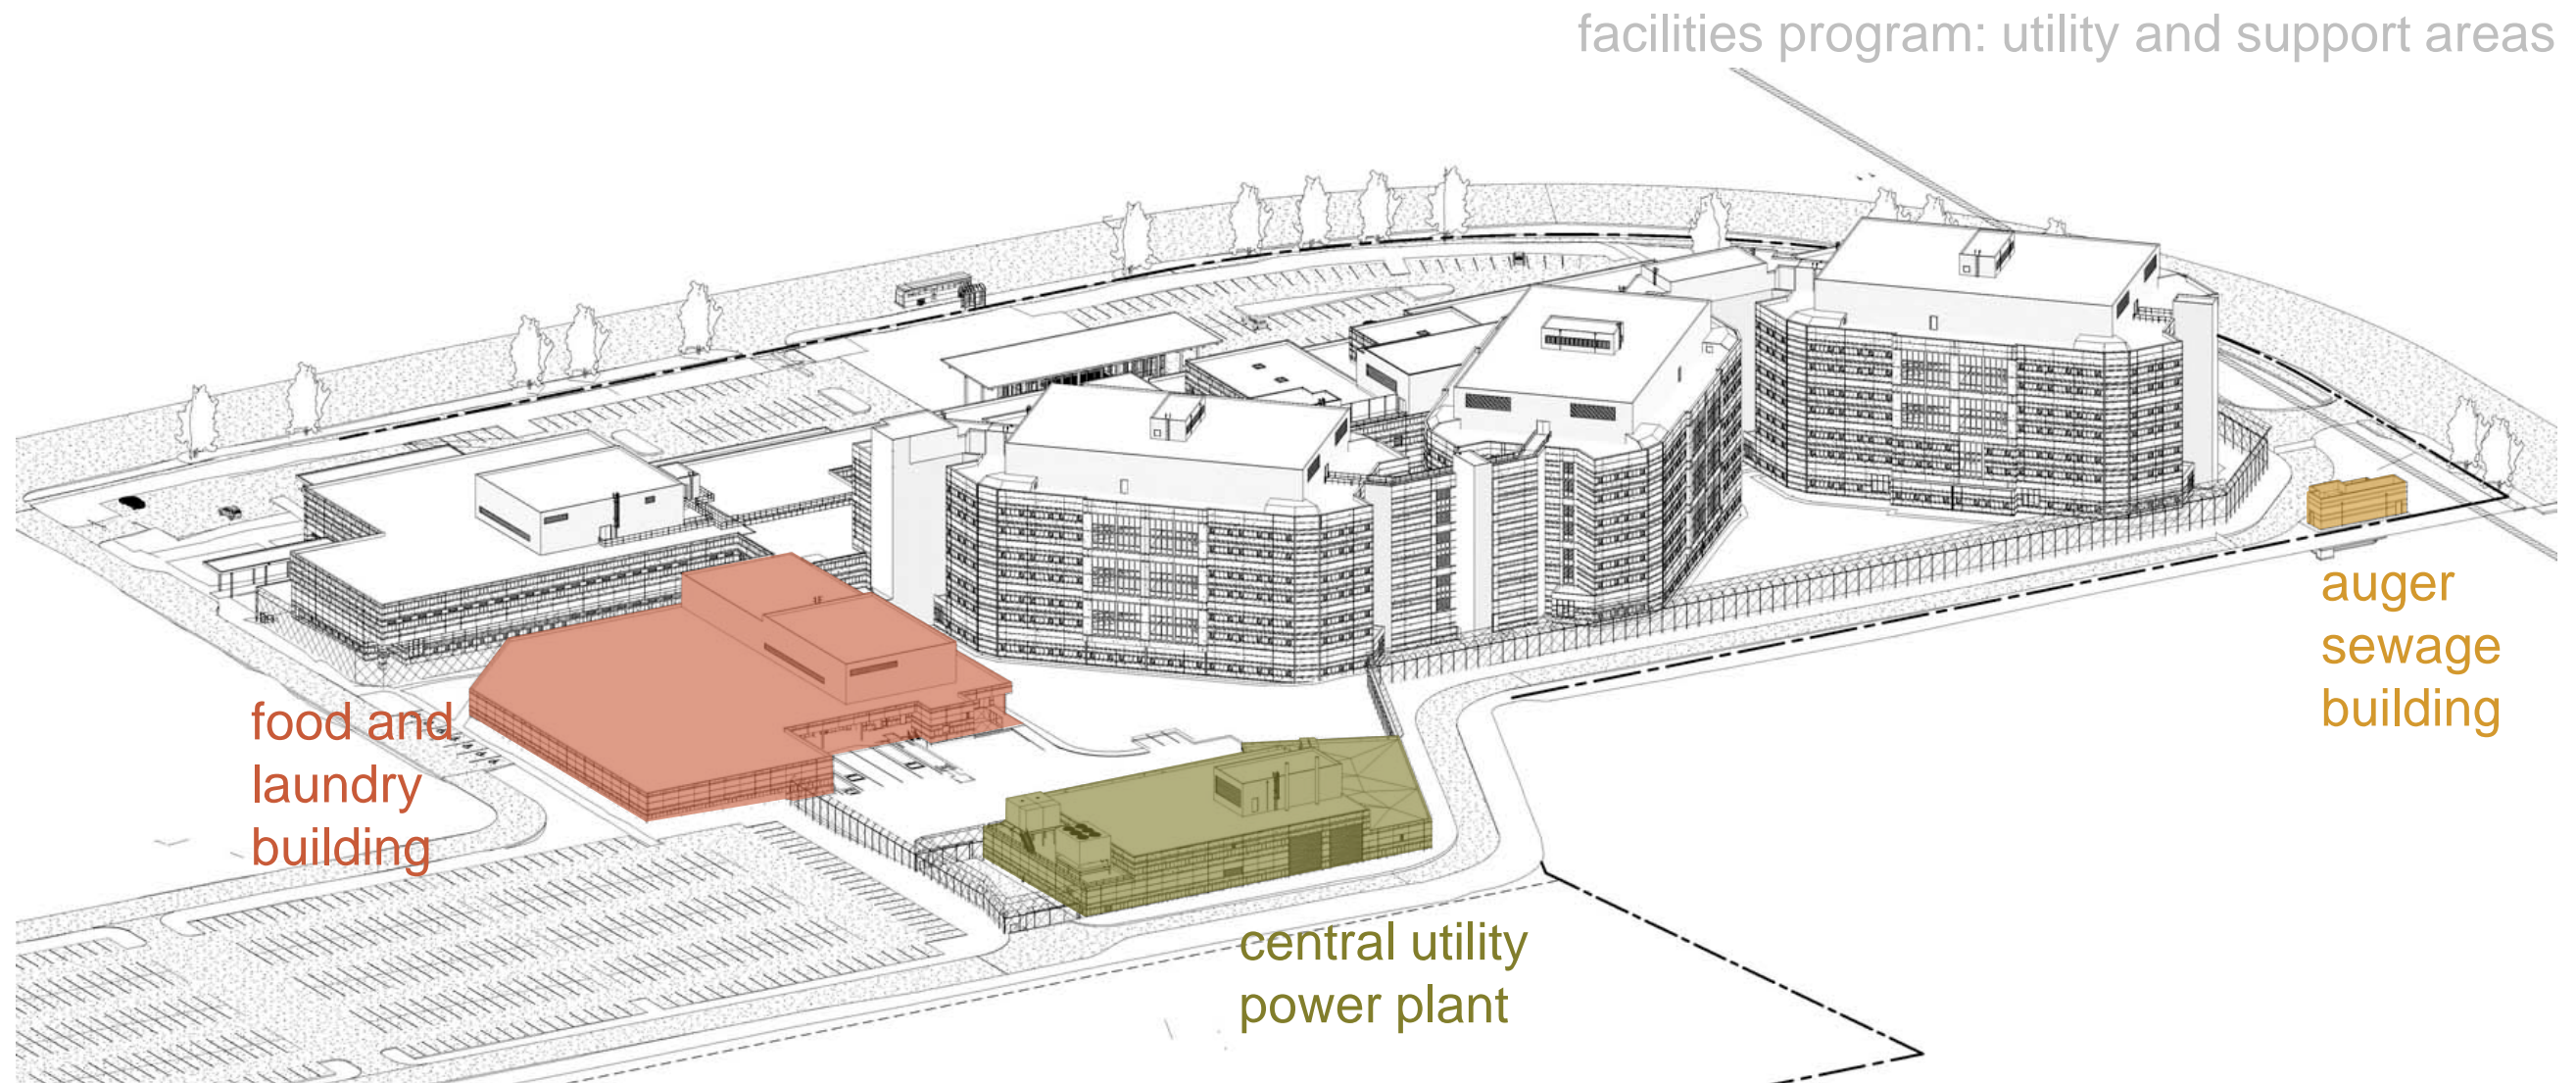 facilities program: utility and support areas
auger
sewage
building
food and
laundry
building
central utility
power plant